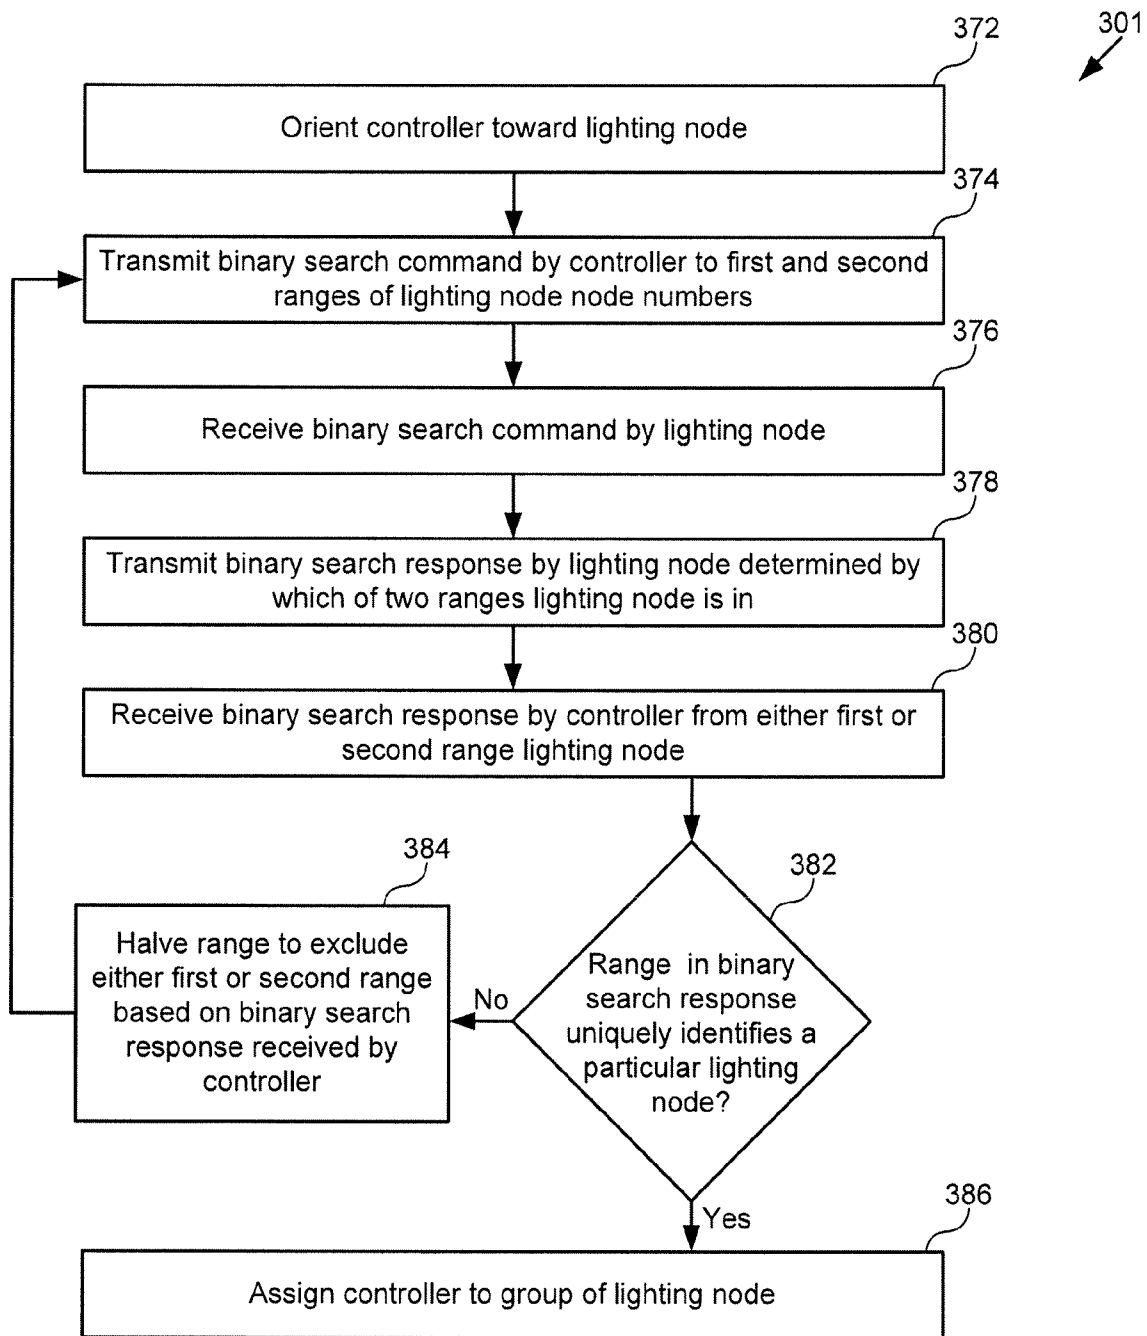 301
372
Orient controller toward lighting node
374
Transmit binary search command by controller to first and second
ranges of lighting node node numbers
376
Receive binary search command by lighting node
378
Transmit binary search response by lighting node determined by
which of two ranges lighting node is in
380
Receive binary search response by controller from either first or
second range lighting node
384
Halve range to exclude
either first or second range
based on binary search
response received by
controller
No
382
Range in binary
search response
uniquely identifies a
particular lighting
node?
Yes
386
Assign controller to group of lighting node